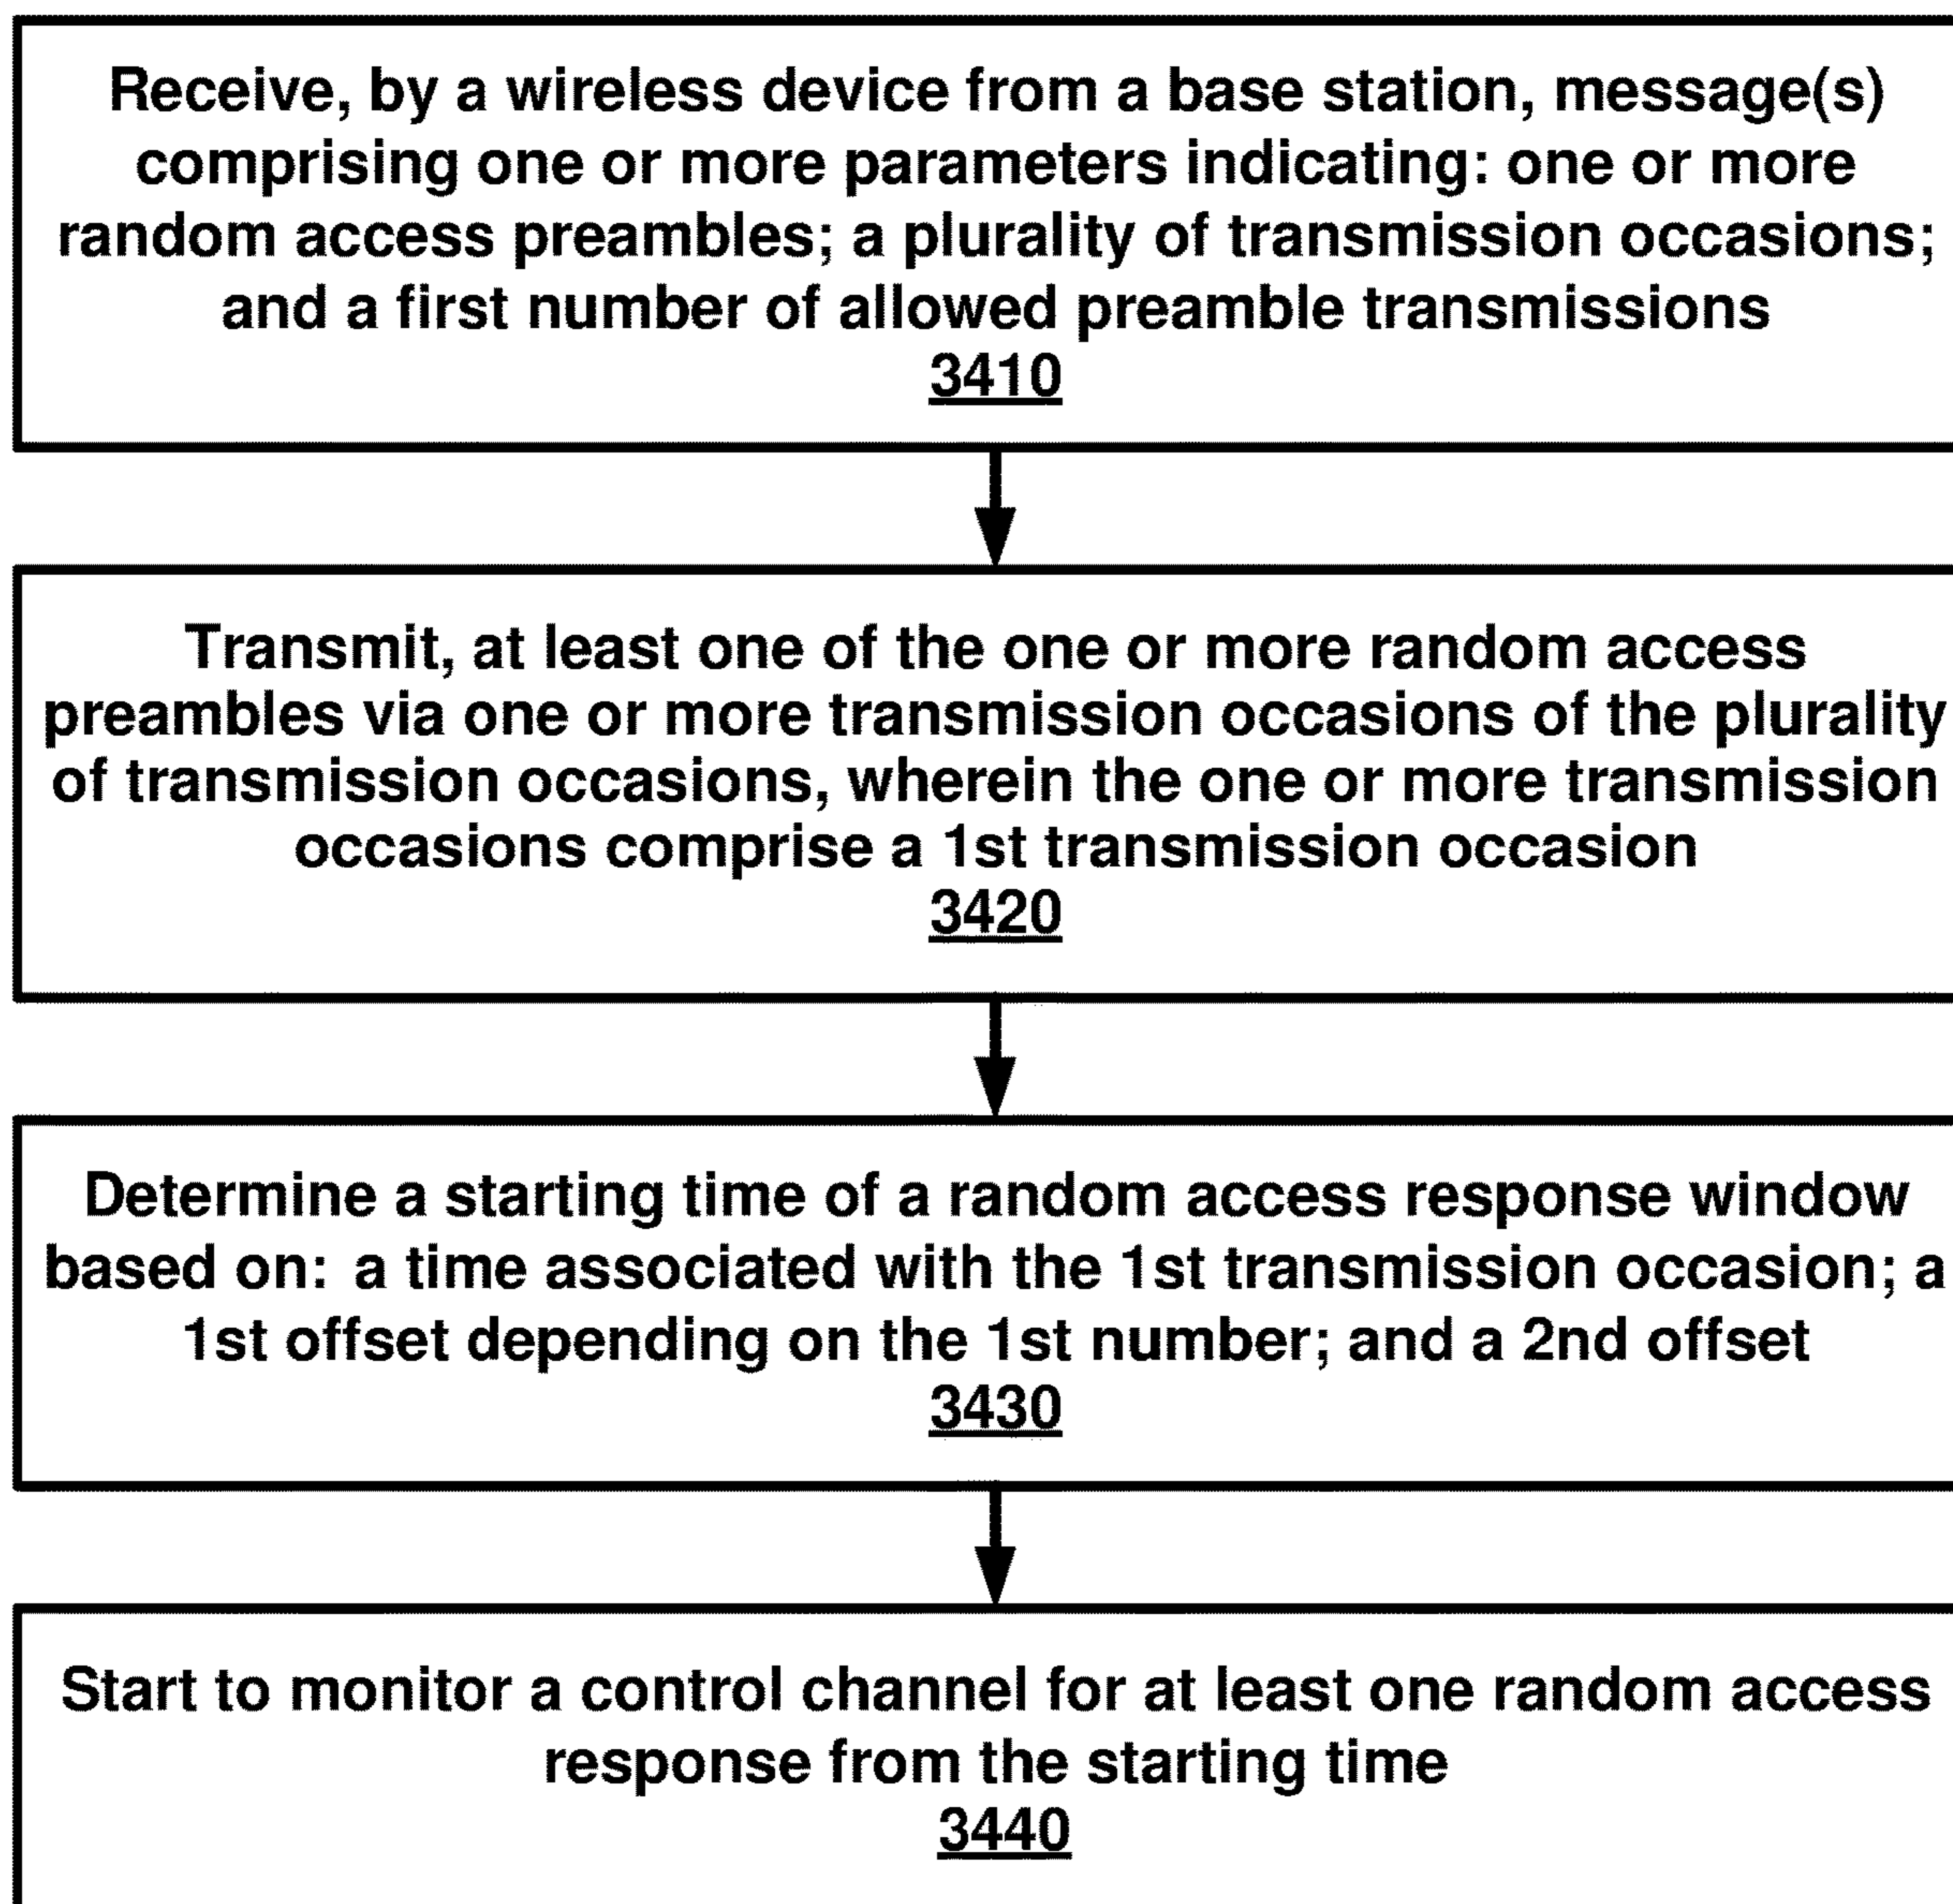 Receive, by a wireless device from a base station, message(s)
comprising one or more parameters indicating: one or more
random access preambles; a plurality of transmission occasions;
and a first number of allowed preamble transmissions
3410
Transmit, at least one of the one or more random access
preambles via one or more transmission occasions of the plurality
of transmission occasions, wherein the one or more transmission
occasions comprise a 1st transmission occasion
3420
Determine a starting time of a random access response window
based on: a time associated with the 1st transmission occasion; a
1st offset depending on the 1st number; and a 2nd offset
3430
Start to monitor a control channel for at least one random access
response from the starting time
3440